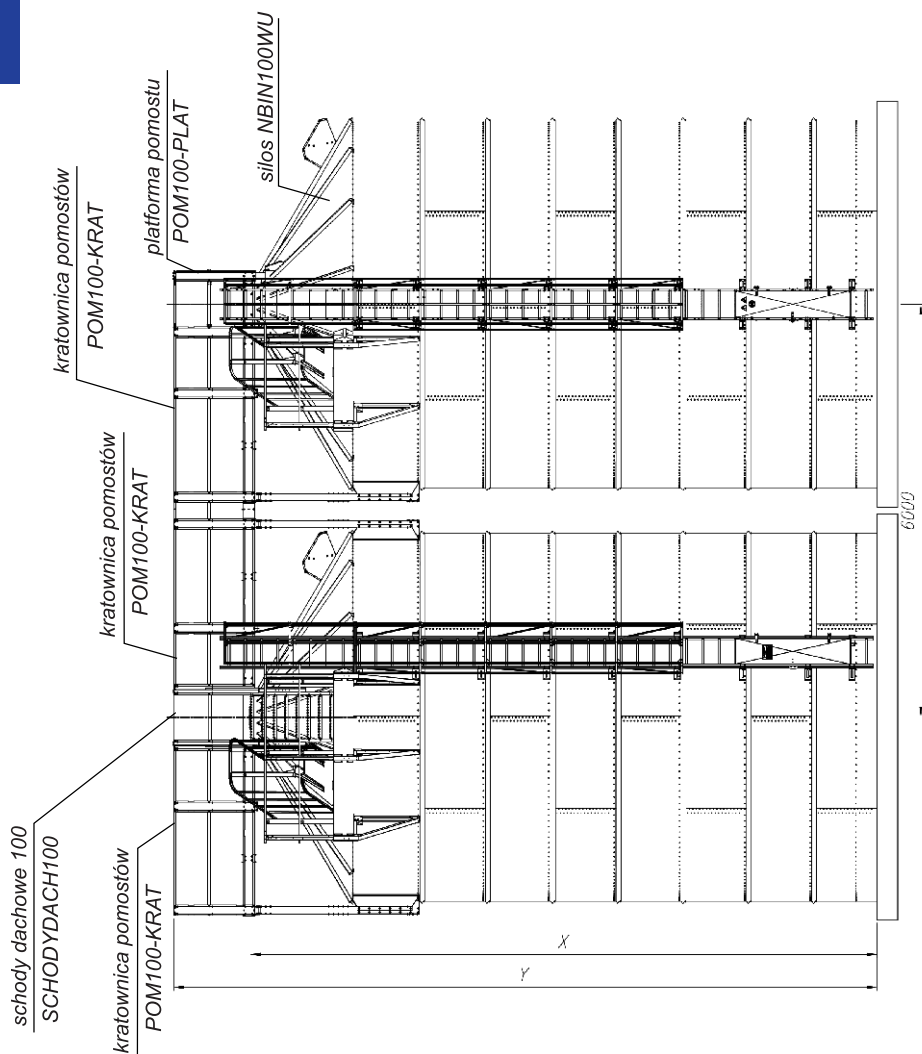 silos NBIN100WU
platforma pomostu
POM100-PLAT
kratownica pomostów
POM100-KRAT
kratownica pomostów
POM100-KRAT
schody dachowe 100
SCHODYDACH100
kratownica pomostów
POM100-KRAT
6000
X
Y